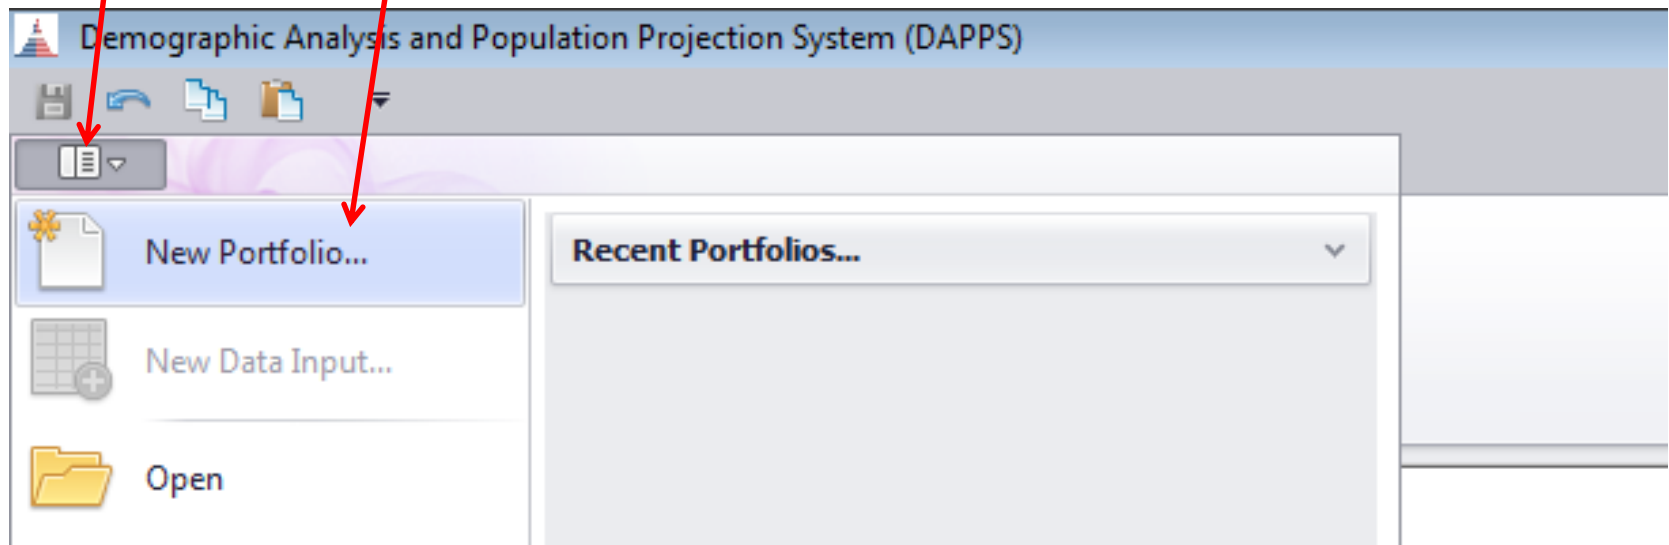 Demographic Analysis and Population Projection System (DAPPS)
New Portfolio...
Recent Portfolios...
New Data Input...
Open